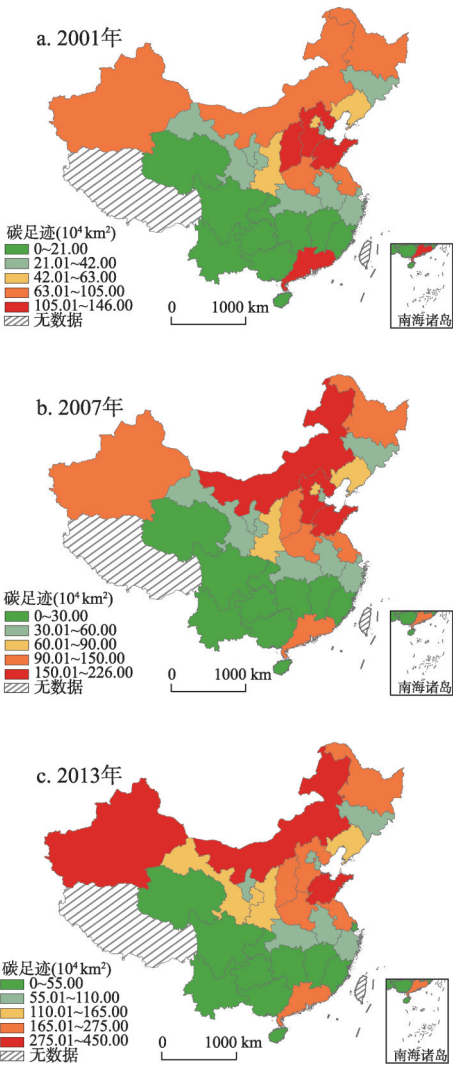 a. 2001年
碳足迹(10⁴ km²)
0~21.00
21.01~42.00
42.01~63.00
63.01~105.00
105.01~146.00
无数据
0 1000 km
南海诸岛
b. 2007年
碳足迹(10⁴ km²)
0~30.00
30.01~60.00
60.01~90.00
90.01~150.00
150.01~226.00
无数据
0 1000 km
南海诸岛
c. 2013年
碳足迹(10⁴ km²)
0~55.00
55.01~110.00
110.01~165.00
165.01~275.00
275.01~450.00
无数据
0 1000 km
南海诸岛